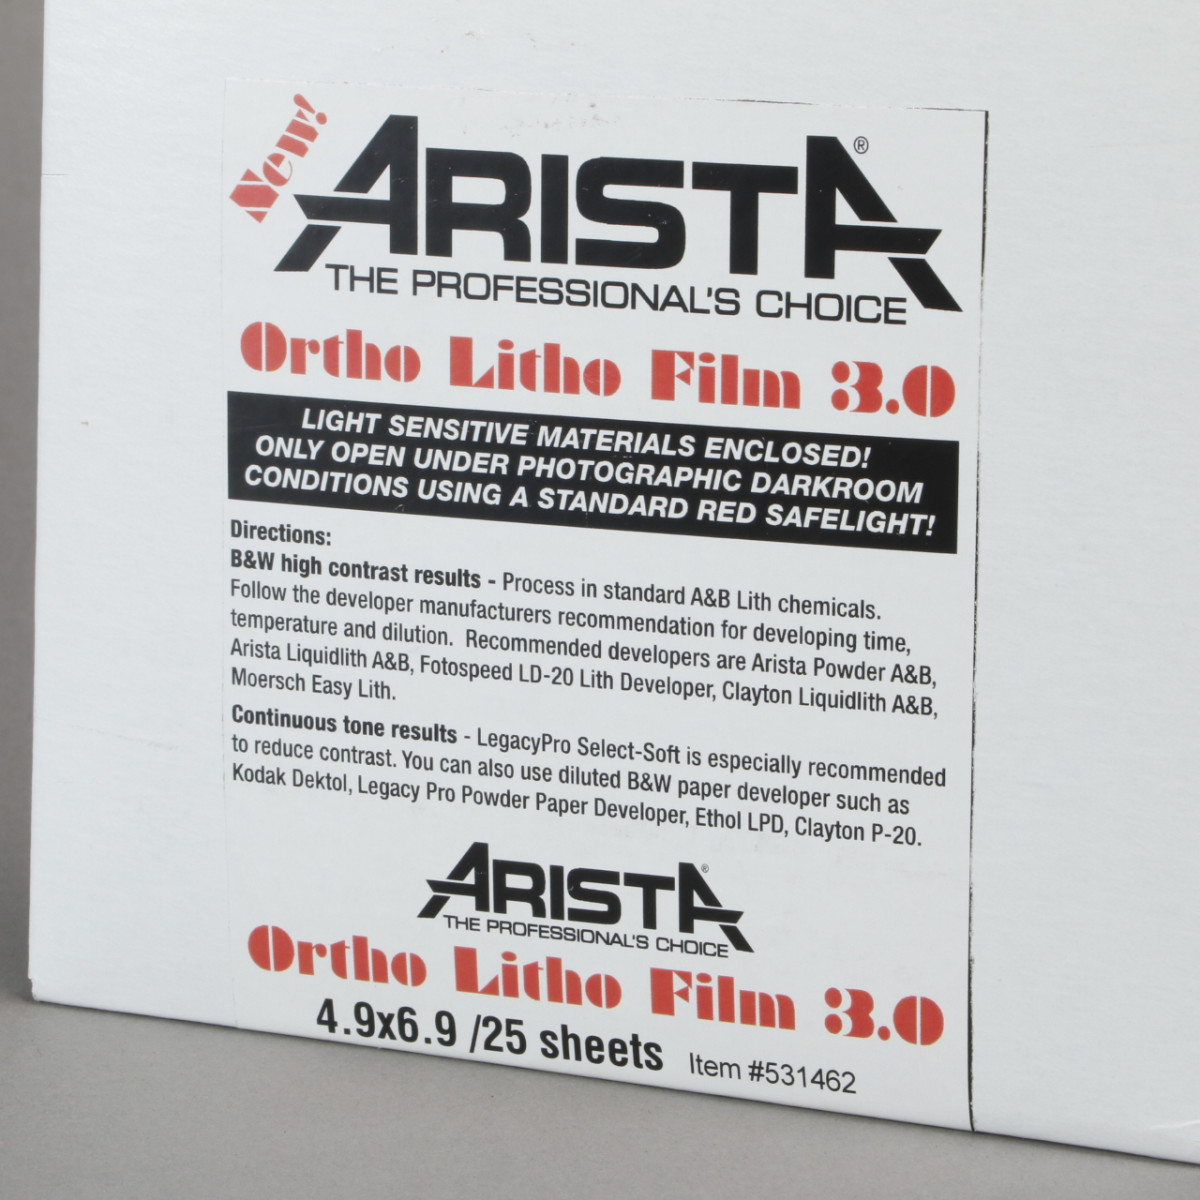 New!
ARISTA®
THE PROFESSIONAL'S CHOICE
Ortho Litho Film 3.0
LIGHT SENSITIVE MATERIALS ENCLOSED!
ONLY OPEN UNDER PHOTOGRAPHIC DARKROOM
CONDITIONS USING A STANDARD RED SAFELIGHT!
Directions:
B&W high contrast results - Process in standard A&B Lith chemicals.
Follow the developer manufacturers recommendation for developing time,
temperature and dilution. Recommended developers are Arista Powder A&B,
Arista Liquidlith A&B, Fotospeed LD-20 Lith Developer, Clayton Liquidlith A&B,
Moersch Easy Lith.
Continuous tone results - LegacyPro Select-Soft is especially recommended
to reduce contrast. You can also use diluted B&W paper developer such as
Kodak Dektol, Legacy Pro Powder Paper Developer, Ethol LPD, Clayton P-20.
ARISTA®
THE PROFESSIONAL'S CHOICE
Ortho Litho Film 3.0
4.9x6.9 /25 sheets Item #531462